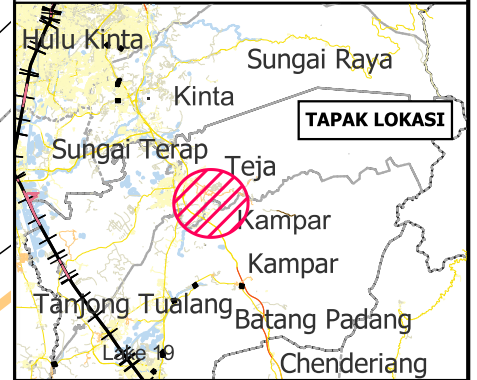 Hulu Kinta
Sungai Raya
Kinta
TAPAK LOKASI
Sungai Terap
Teja
Kampar
Kampar
Tanjong Tualang
Batang Padang
Lake 19
Chenderiang